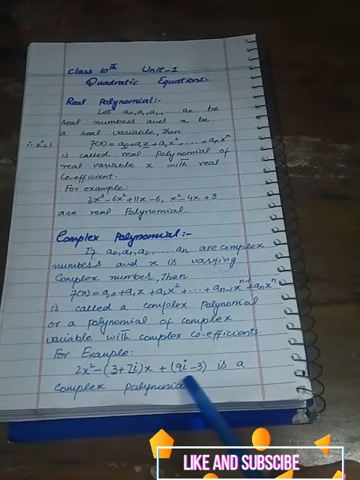 Class 10th Unit-I
Quadratic Equations:-
Real Polynomial:-
Let a₀, a₁, a₂, ..... aₙ be
real numbers and x be
a real variable, Then
∴ x⁰=1 f(x) = a₀+a₁x+a₂x²+ ..... +aₙxⁿ
is called real Polynomial of
real variable x with real
Co-efficient.
For example:
2x³-6x²+11x-6, x²-4x+3
are real Polynomial.
Complex Polynomial:-
If a₀, a₁, a₂..... aₙ are complex
numbers and x is varying
Complex number, Then
f(x) = a₀+a₁x+a₂x²+...+aₙ₋₁xⁿ⁻¹+aₙxⁿ
is called a complex Polynomial
or a polynomial of complex
variable with complex co-efficients
For Example:
2x²-(3+7i)x+(9i-3) is a
Complex polynomial
LIKE AND SUBSCIBE